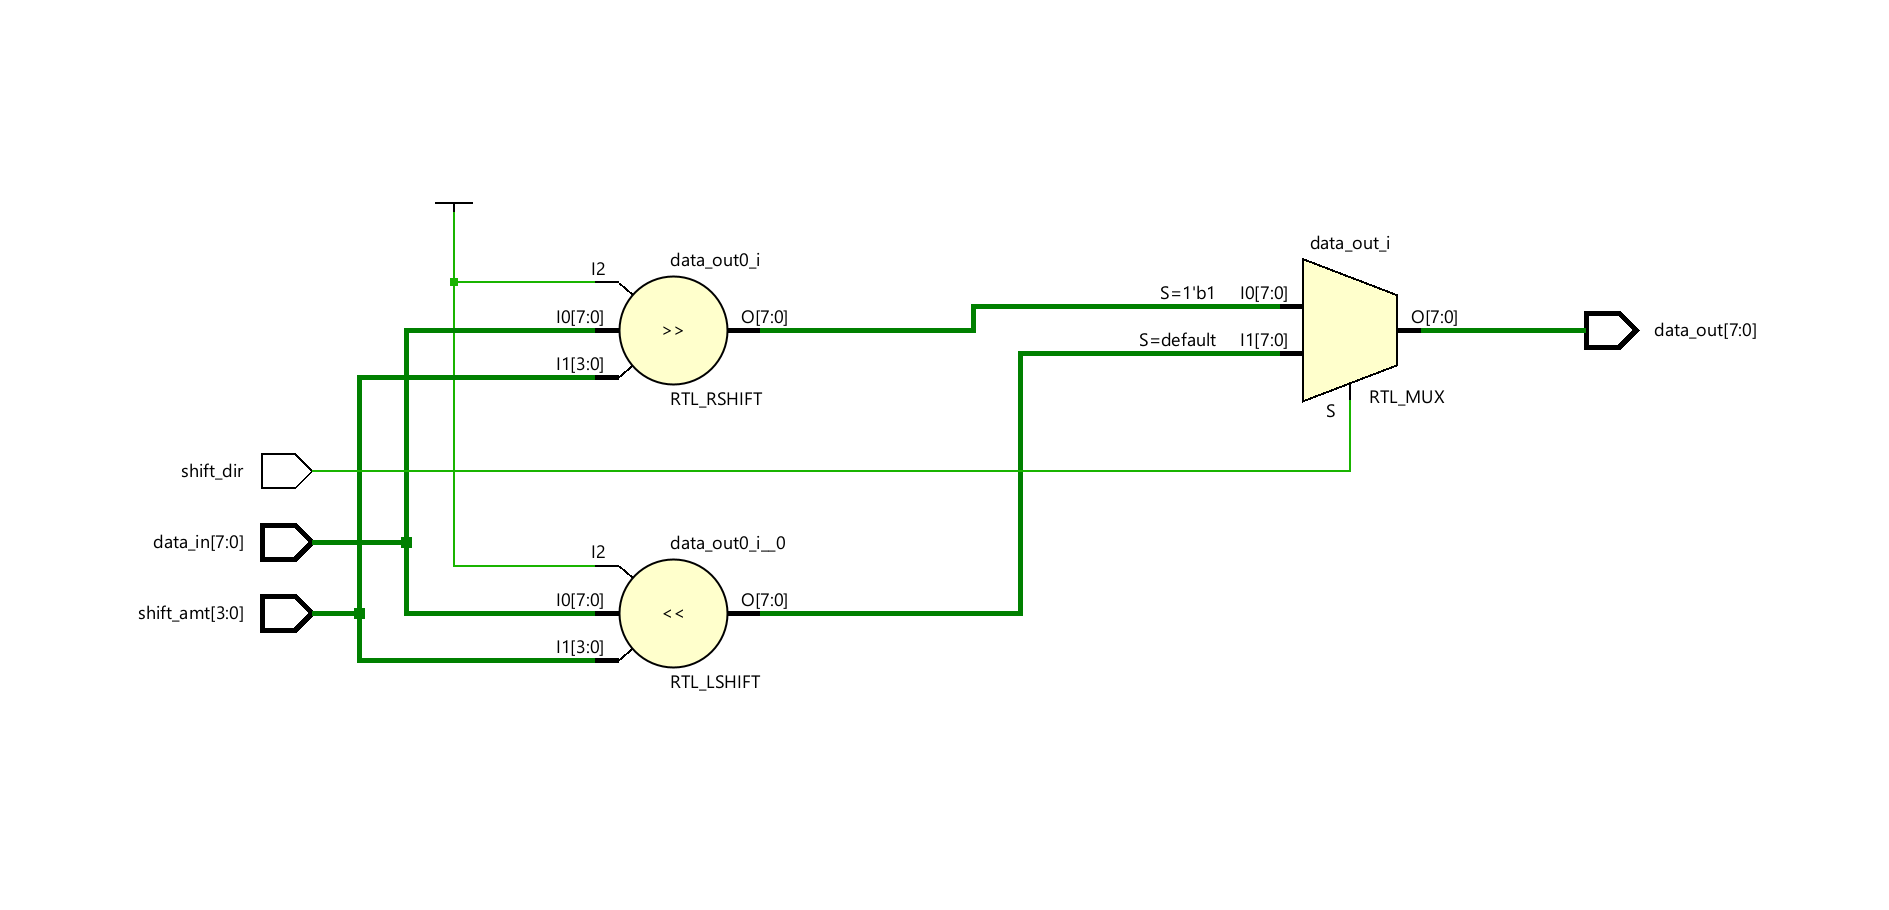 data_out_i
I2
data_out0_i
S=1'b1 I0[7:0]
I0[7:0]
>>
O[7:0]
O[7:0]
data_out[7:0]
S=default I1[7:0]
I1[3:0]
RTL_RSHIFT
RTL_MUX
S
shift_dir
data_in[7:0]
I2
data_out0_i__0
I0[7:0]
<<
O[7:0]
shift_amt[3:0]
I1[3:0]
RTL_LSHIFT